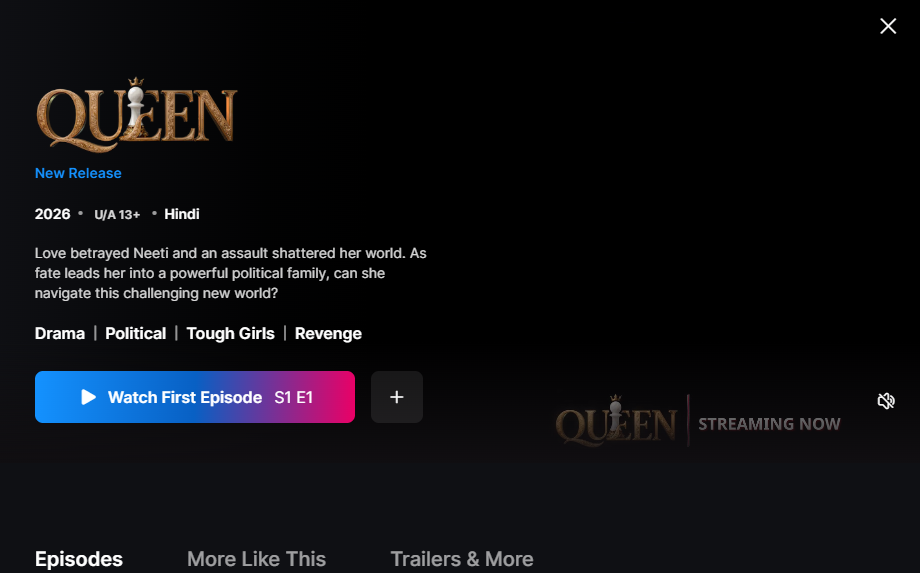 QUEEN
New Release
2026 • U/A 13+ • Hindi
Love betrayed Neeti and an assault shattered her world. As
fate leads her into a powerful political family, can she
navigate this challenging new world?
Drama | Political | Tough Girls | Revenge
Watch First Episode S1 E1
+
QUEEN | STREAMING NOW
Episodes More Like This Trailers & More